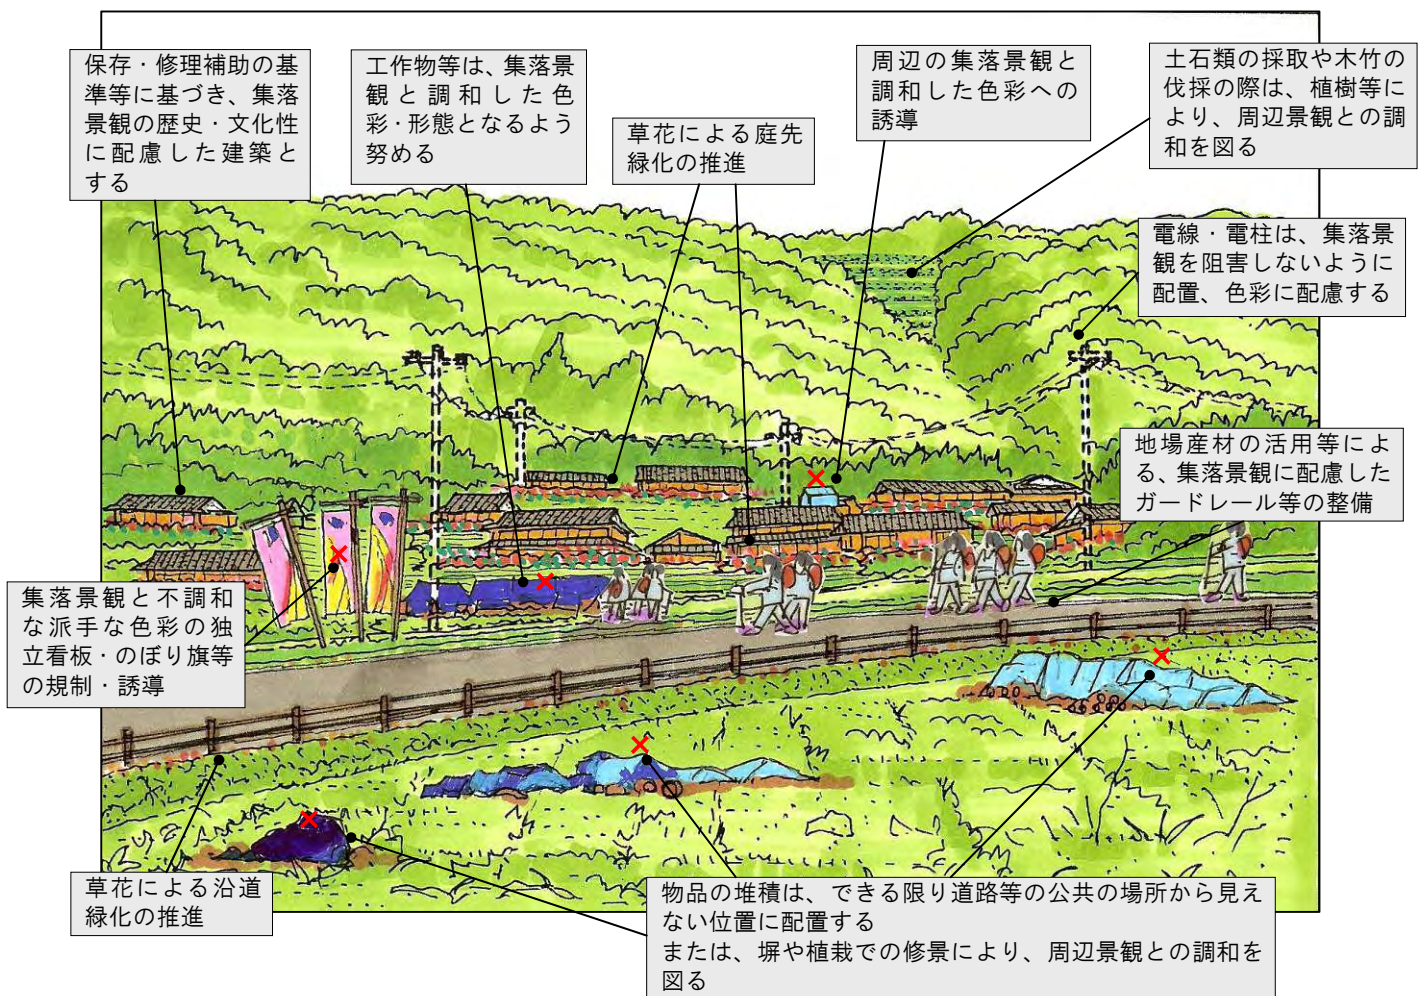 保存・修理補助の基
準等に基づき、集落
景観の歴史・文化性
に配慮した建築と
する
工作物等は、集落景
観と調和した色
彩・形態となるよう
努める
草花による庭先
緑化の推進
周辺の集落景観と
調和した色彩への
誘導
土石類の採取や木竹の
伐採の際は、植樹等に
より、周辺景観との調
和を図る
電線・電柱は、集落景
観を阻害しないように
配置、色彩に配慮する
地場産材の活用等によ
る、集落景観に配慮した
ガードレール等の整備
集落景観と不調和
な派手な色彩の独
立看板・のぼり旗等
の規制・誘導
草花による沿道
緑化の推進
物品の堆積は、できる限り道路等の公共の場所から見え
ない位置に配置する
または、塀や植栽での修景により、周辺景観との調和を
図る